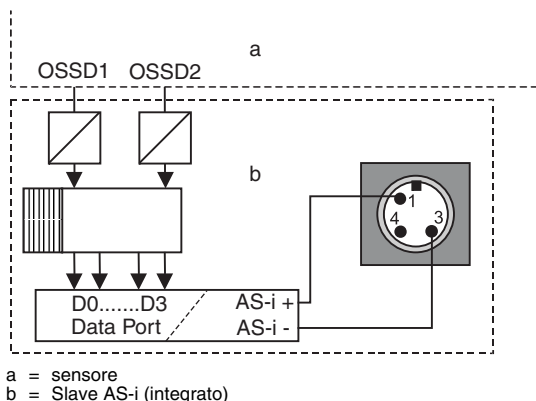 a
OSSD1 OSSD2
b
1
4 3
D0.......D3 AS-i +
Data Port AS-i -
a = sensore
b = Slave AS-i (integrato)